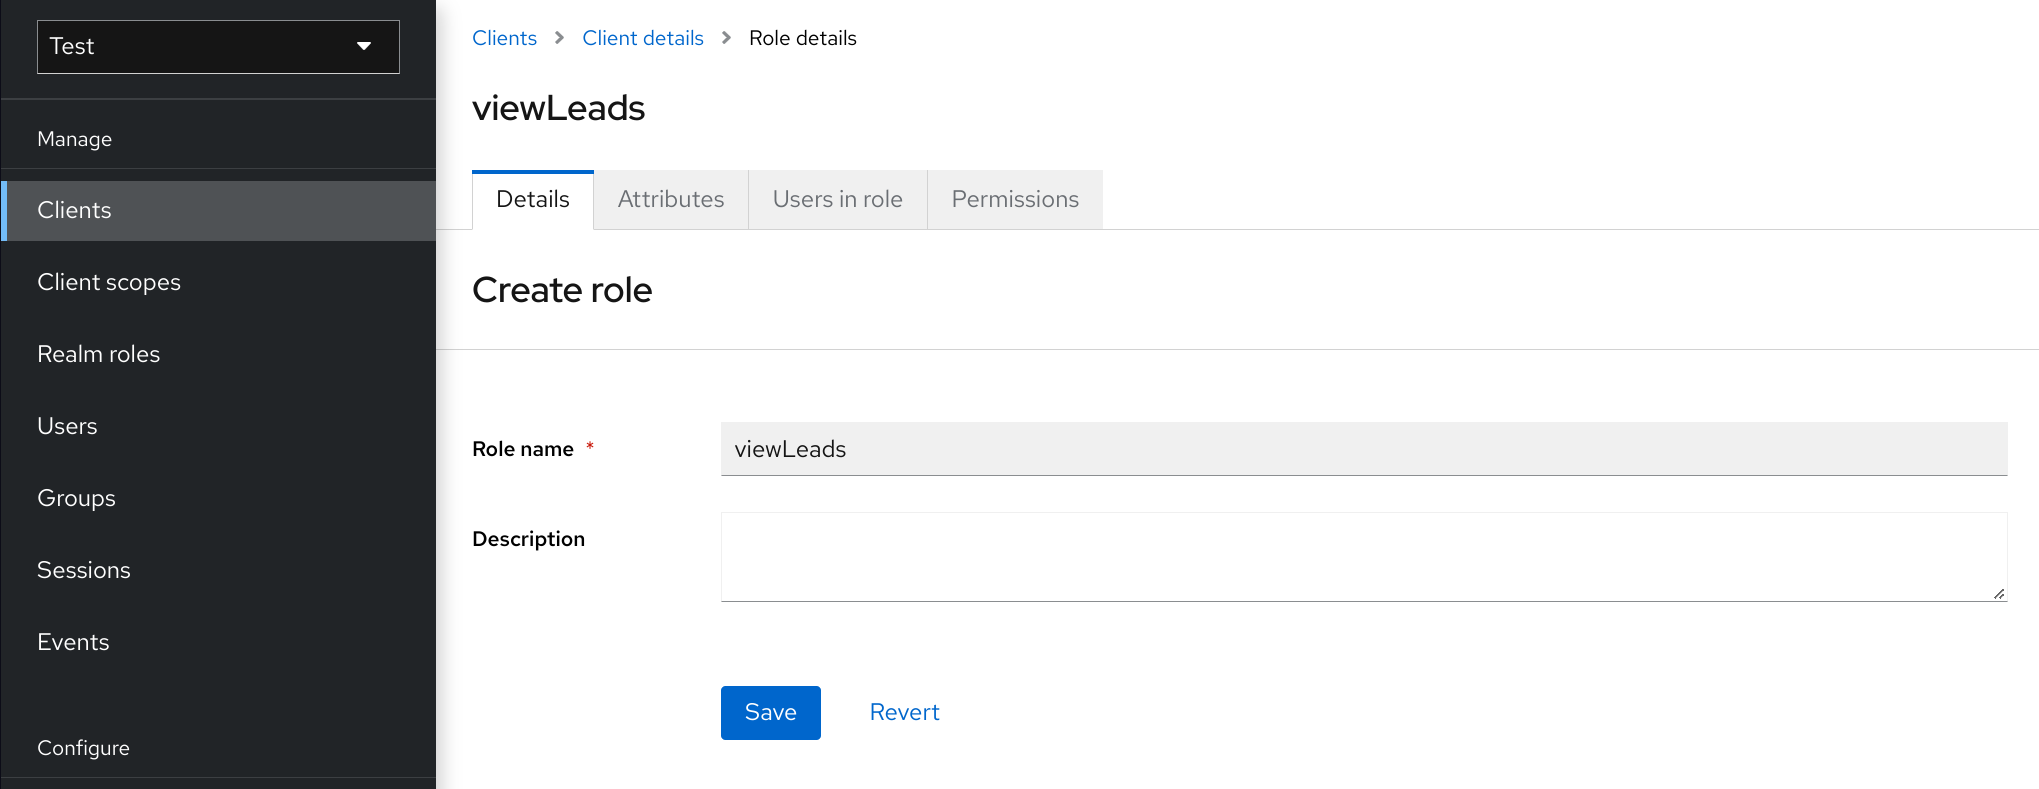 Test
Manage
Clients
Client scopes
Realm roles
Users
Groups
Sessions
Events
Configure
Clients > Client details > Role details
viewLeads
Details Attributes Users in role Permissions
Create role
Role name * viewLeads
Description
Save Revert